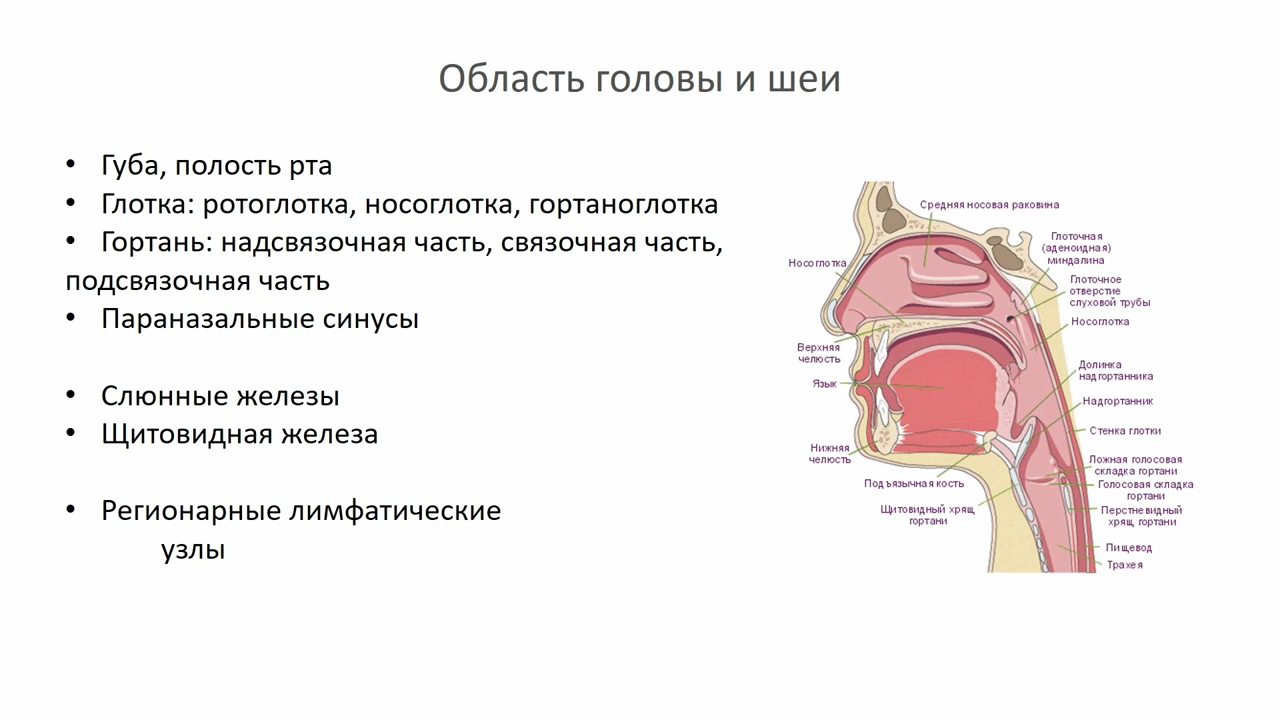 Область головы и шеи
• Губа, полость рта
• Глотка: ротоглотка, носоглотка, гортаноглотка
• Гортань: надсвязочная часть, связочная часть,
подсвязочная часть
• Параназальные синусы
• Слюнные железы
• Щитовидная железа
• Регионарные лимфатические
узлы
Средняя носовая раковина
Глоточная
(аденоидная)
миндалина
Носоглотка
Глоточное
отверстие
слуховой трубы
Носоглотка
Верхняя
челюсть
Долинка
надгортанника
Язык
Надгортанник
Стенка глотки
Нижняя
челюсть
Ложная голосовая
складка гортани
Подъязычная кость
Голосовая складка
гортани
Щитовидный хрящ
гортани
Перстневидный
хрящ гортани
Пищевод
Трахея